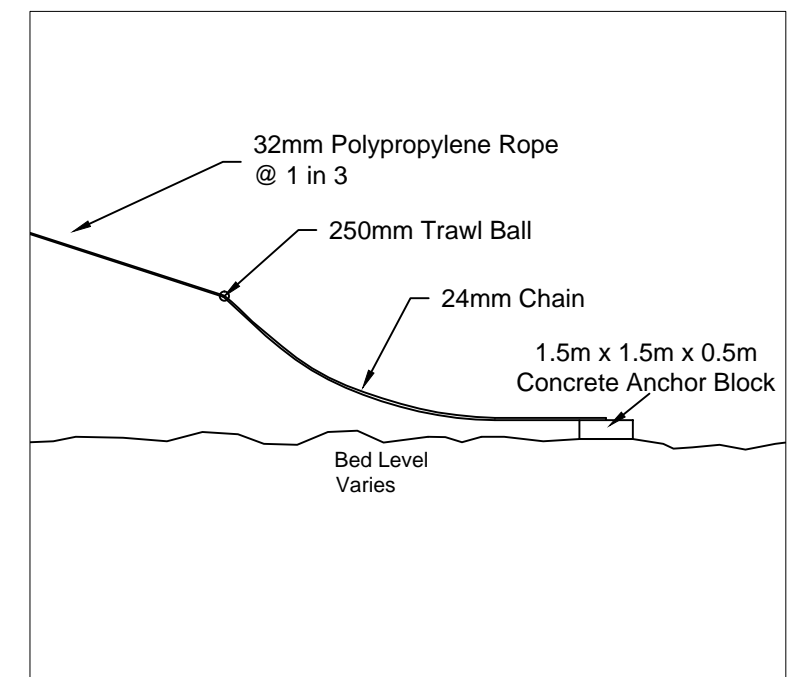 32mm Polypropylene Rope
@ 1 in 3
250mm Trawl Ball
24mm Chain
1.5m x 1.5m x 0.5m
Concrete Anchor Block
Bed Level
Varies